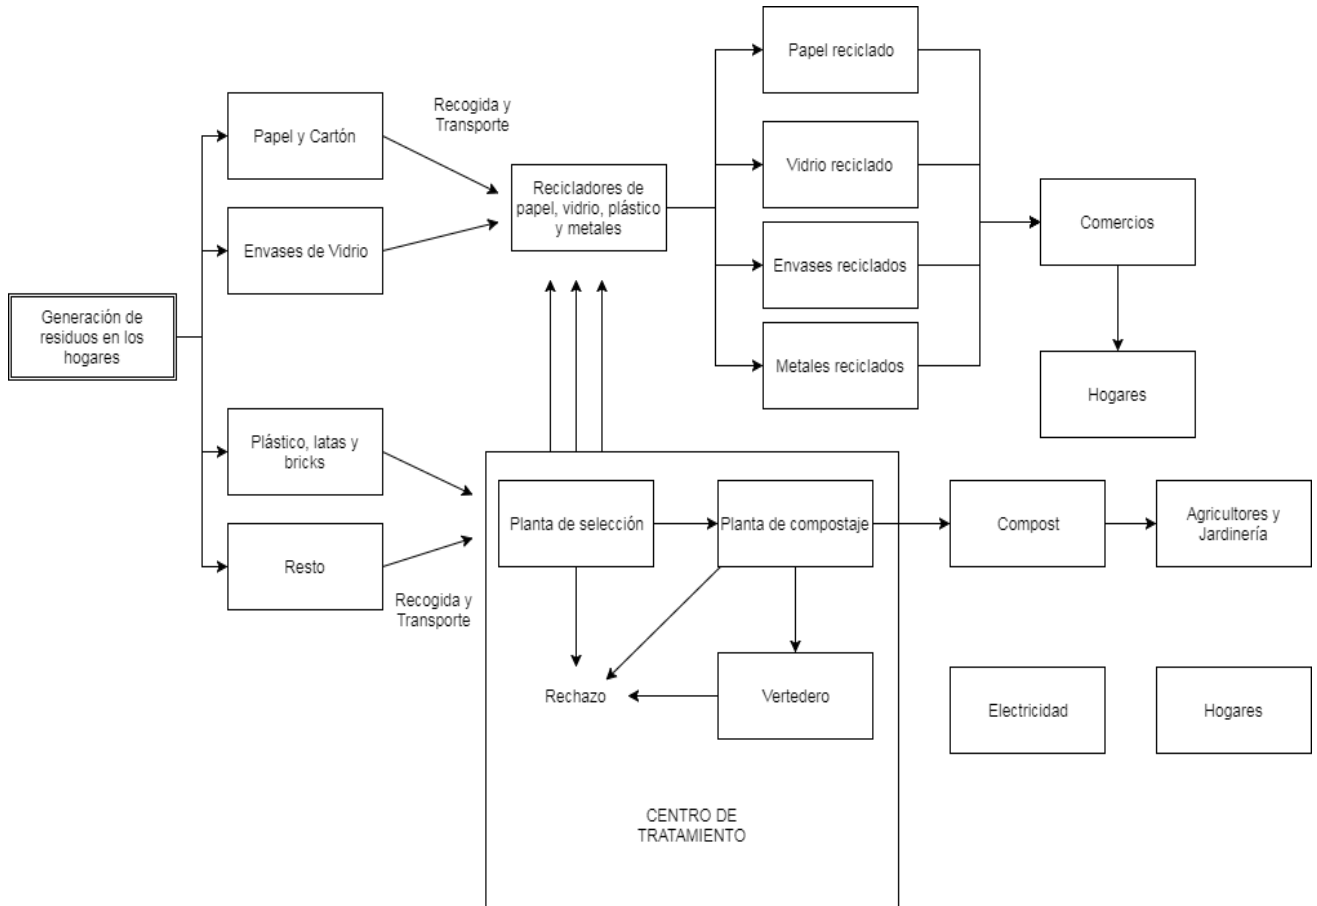 Papel reciclado
Recogida y
Transporte
Papel y Cartón
Vidrio reciclado
Recicladores de
papel, vidrio, plástico
y metales
Comercios
Envases de Vidrio
Envases reciclados
Generación de
residuos en los
hogares
Metales reciclados
Hogares
Plástico, latas y
bricks
Planta de selección
Planta de compostaje
Compost
Agricultores y
Jardinería
Resto
Recogida y
Transporte
Rechazo
Vertedero
Electricidad
Hogares
CENTRO DE
TRATAMIENTO